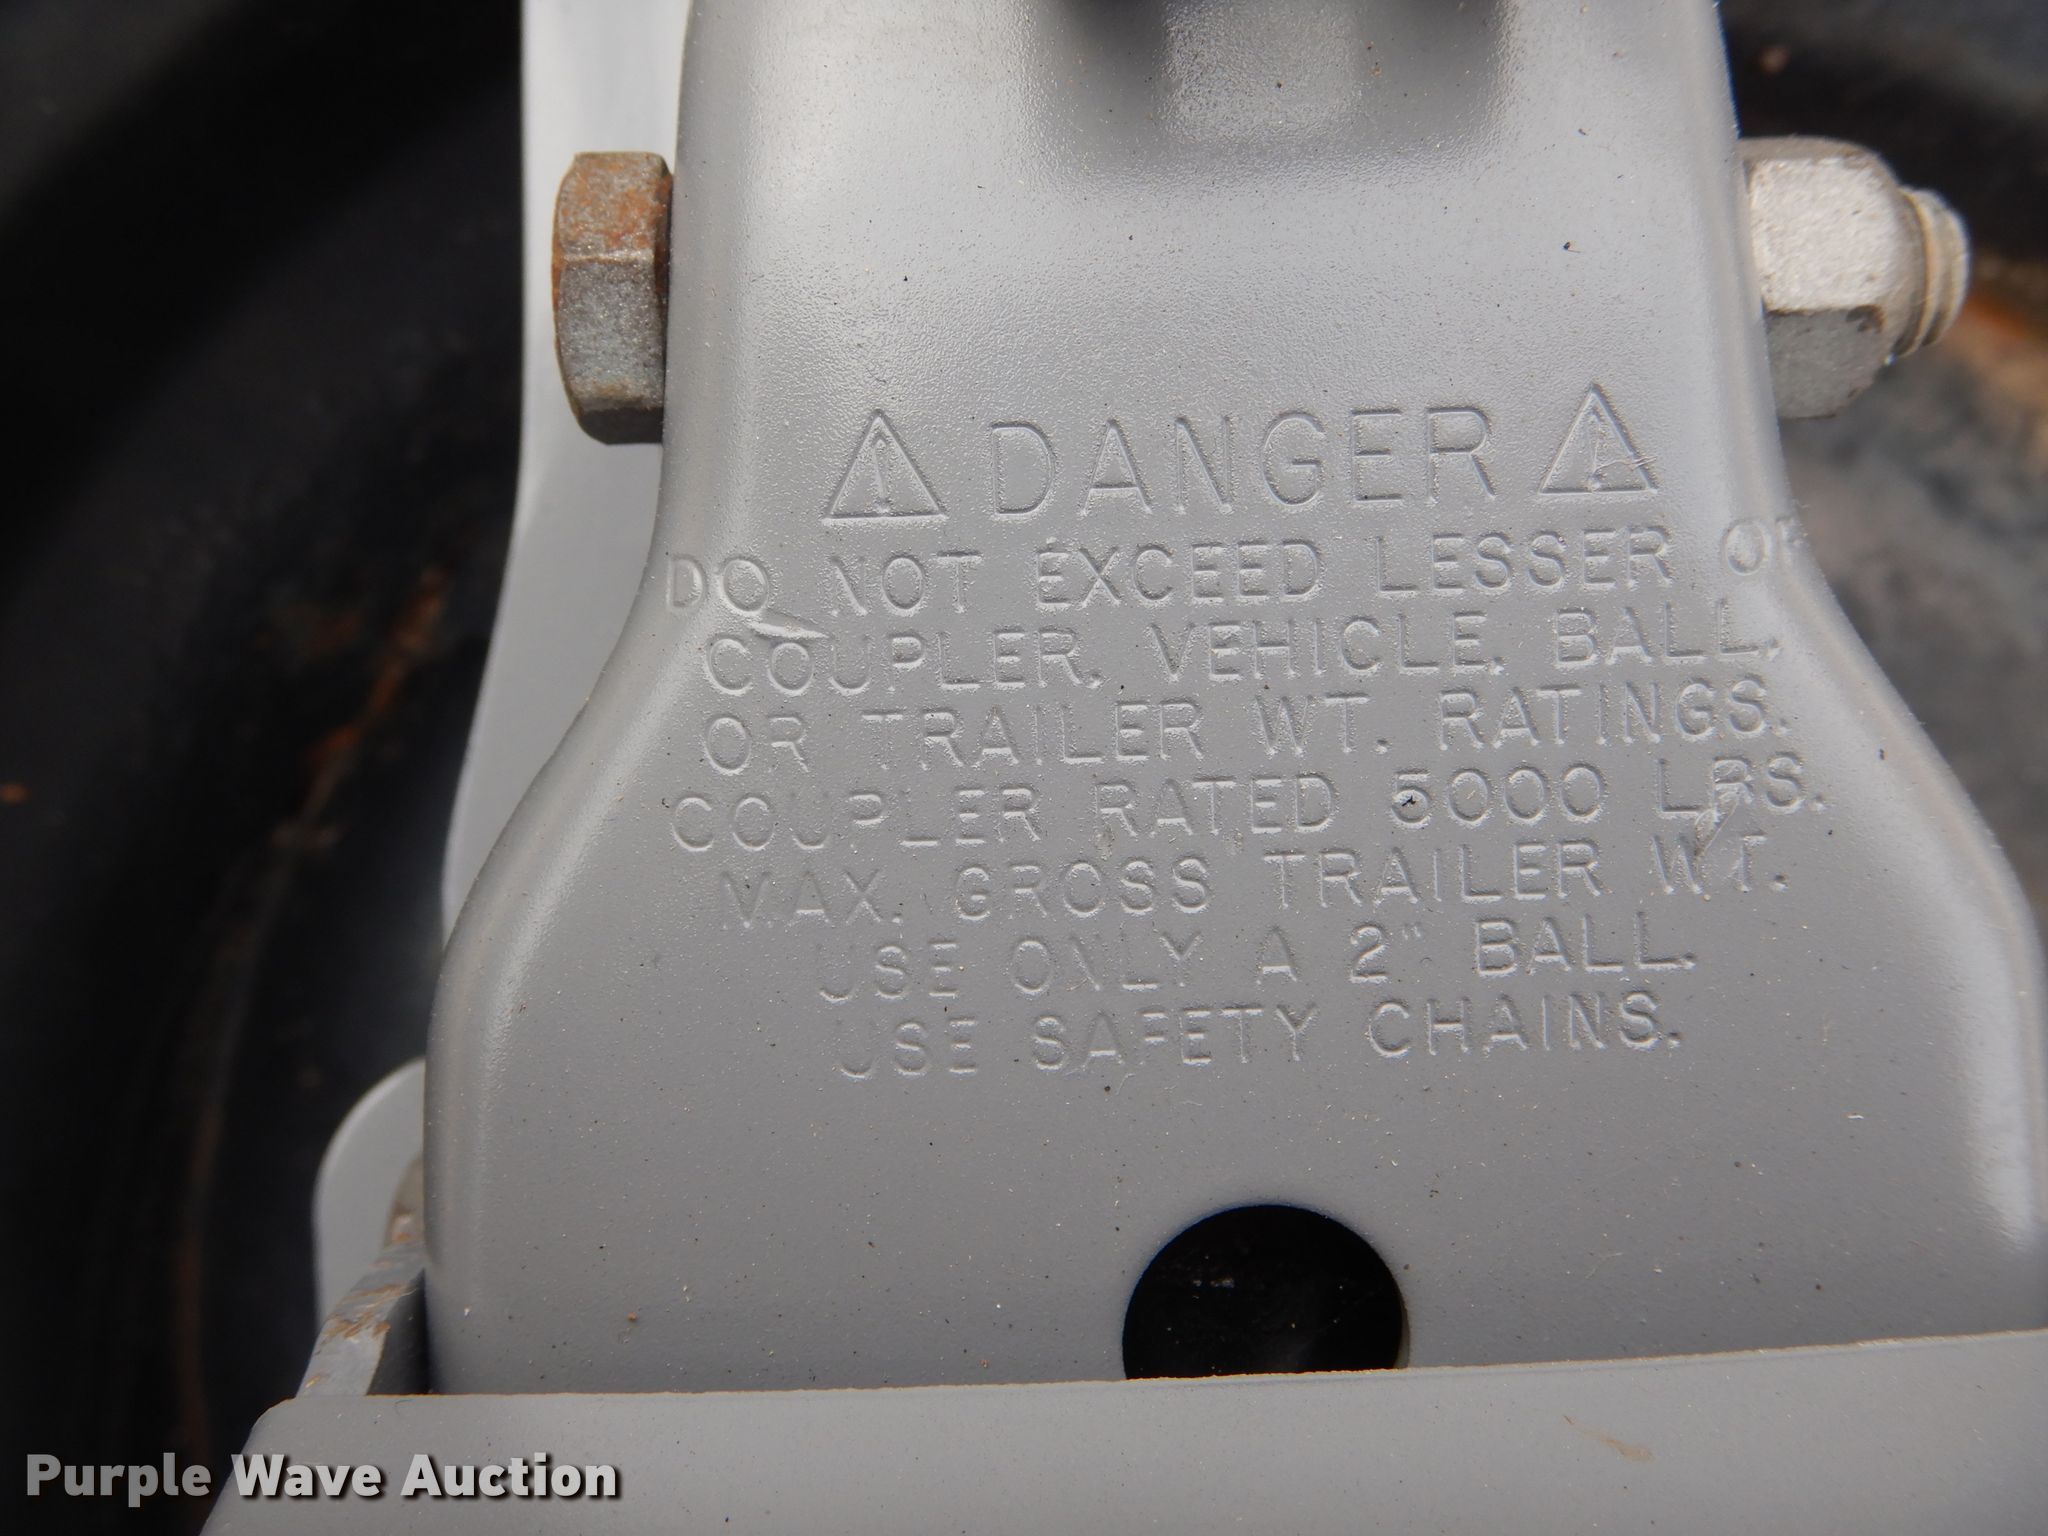 DANGER
DO NOT EXCEED LESSER OF
COUPLER, VEHICLE, BALL,
OR TRAILER WT. RATINGS.
COUPLER RATED 5000 LBS.
MAX. GROSS TRAILER WT.
USE ONLY A 2" BALL.
USE SAFETY CHAINS.
Purple Wave Auction